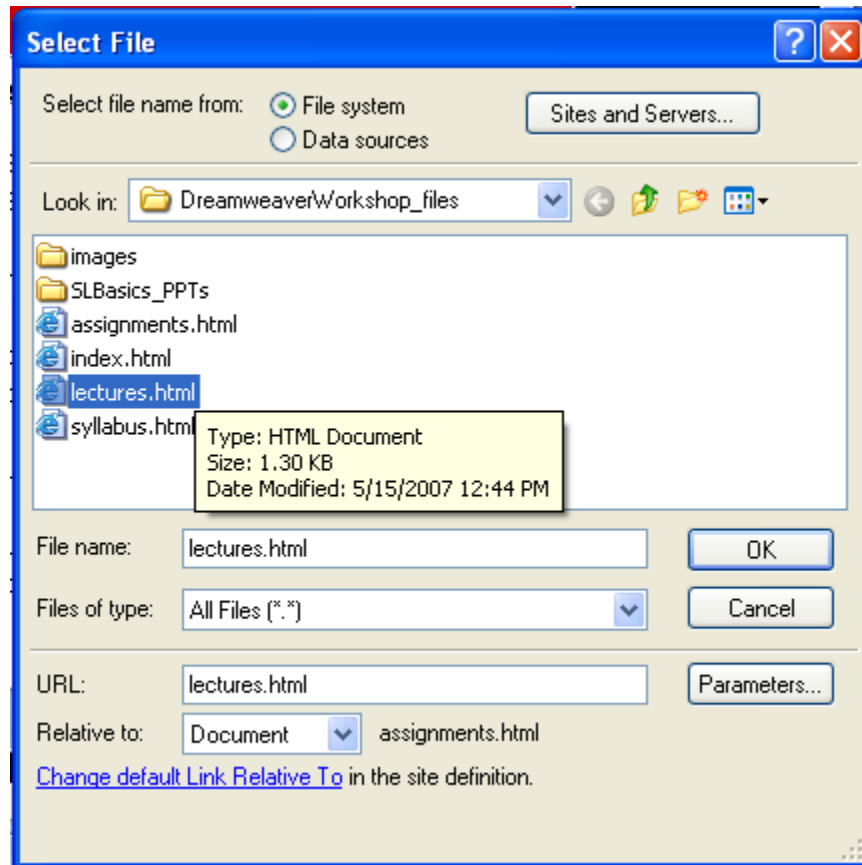 Select File
Select file name from: File system Sites and Servers...
Data sources
Look in: DreamweaverWorkshop_files
images
SLBasics_PPTs
assignments.html
index.html
lectures.html
syllabus.html
Type: HTML Document
Size: 1.30 KB
Date Modified: 5/15/2007 12:44 PM
File name: lectures.html OK
Files of type: All Files (*.*) Cancel
URL: lectures.html Parameters...
Relative to: Document assignments.html
Change default Link Relative To in the site definition.